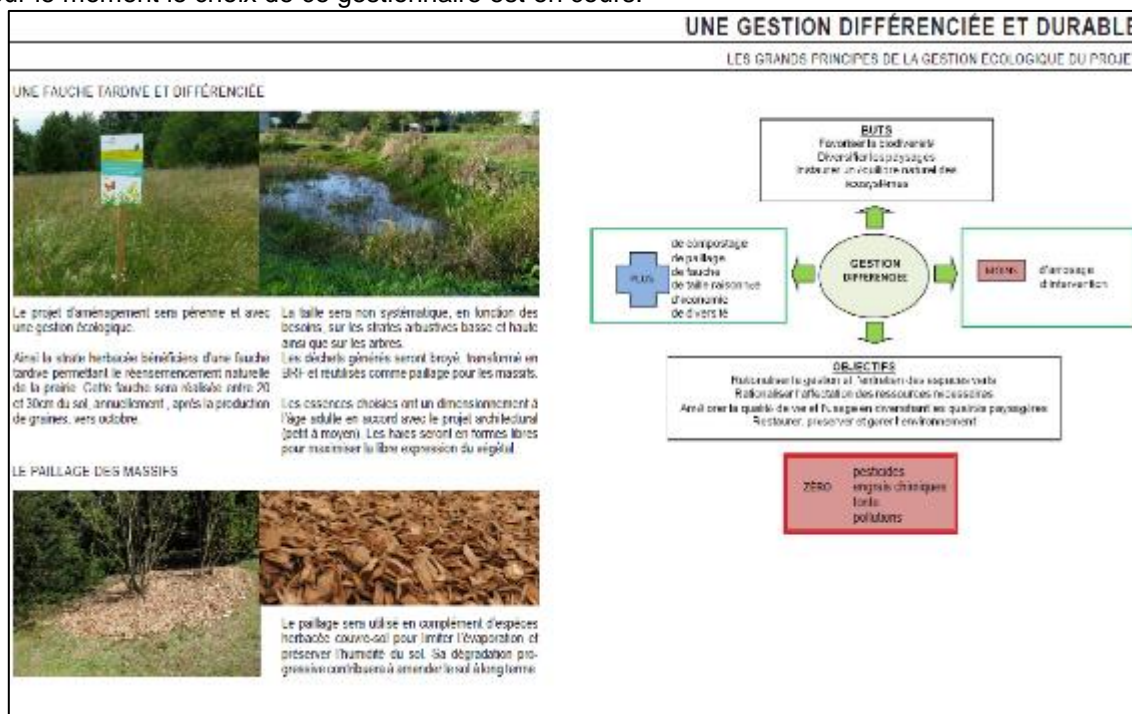 ur le moment le choix de ce gestionnaire est en cours.
UNE GESTION DIFFÉRENCIÉE ET DURABLE
LES GRANDS PRINCIPES DE LA GESTION ÉCOLOGIQUE DU PROJET
UNE FAUCHE TARDIVE ET DIFFÉRENCIÉE
Le projet d'aménagement sera pérenne et avec
une gestion écologique.
Ainsi la strate herbacée bénéficiera d'une fauche
tardive permettant le réensemencement naturelle
de la prairie. Cette fauche sera réalisée entre 20
et 30cm du sol, annuellement, après la production
de graines, vers octobre.
La taille sera non systématique, en fonction des
besoins, sur les strates arbustives basse et haute
ainsi que sur les arbres.
Les déchets générés seront broyé, transformé en
BRF et réutilisés comme paillage pour les massifs.
Les essences choisies ont un dimensionnement à
l'âge adulte en accord avec le projet architectural
(petit à moyen). Les haies seront en formes libres
pour maximiser la libre expression du végétal
LE PAILLAGE DES MASSIFS
Le paillage sera utilisé en complément d'espèces
herbacée couvre-sol pour limiter l'évaporation et
préserver l'humidité du sol. Sa dégradation pro-
gressive contribuera à amender le sol à long terme
BUTS
Favoriser la biodiversité
Diversifier les paysages
Instaurer un équilibre naturel des
écosystèmes
PLUS
de compostage
de paillage
de fauche
de taille raisonnée
d'économie
de diversité
GESTION
DIFFÉRENCIÉE
MOINS
d'arrosage
d'intervention
OBJECTIFS
Rationaliser la gestion et l'entretien des espaces verts
Rationaliser l'affectation des ressources nécessaires
Améliorer la qualité de vie et l'usage en diversifiant les qualités paysagères
Restaurer, préserver et gérer l'environnement
ZÉRO
pesticides
engrais chimiques
tonte
pollutions